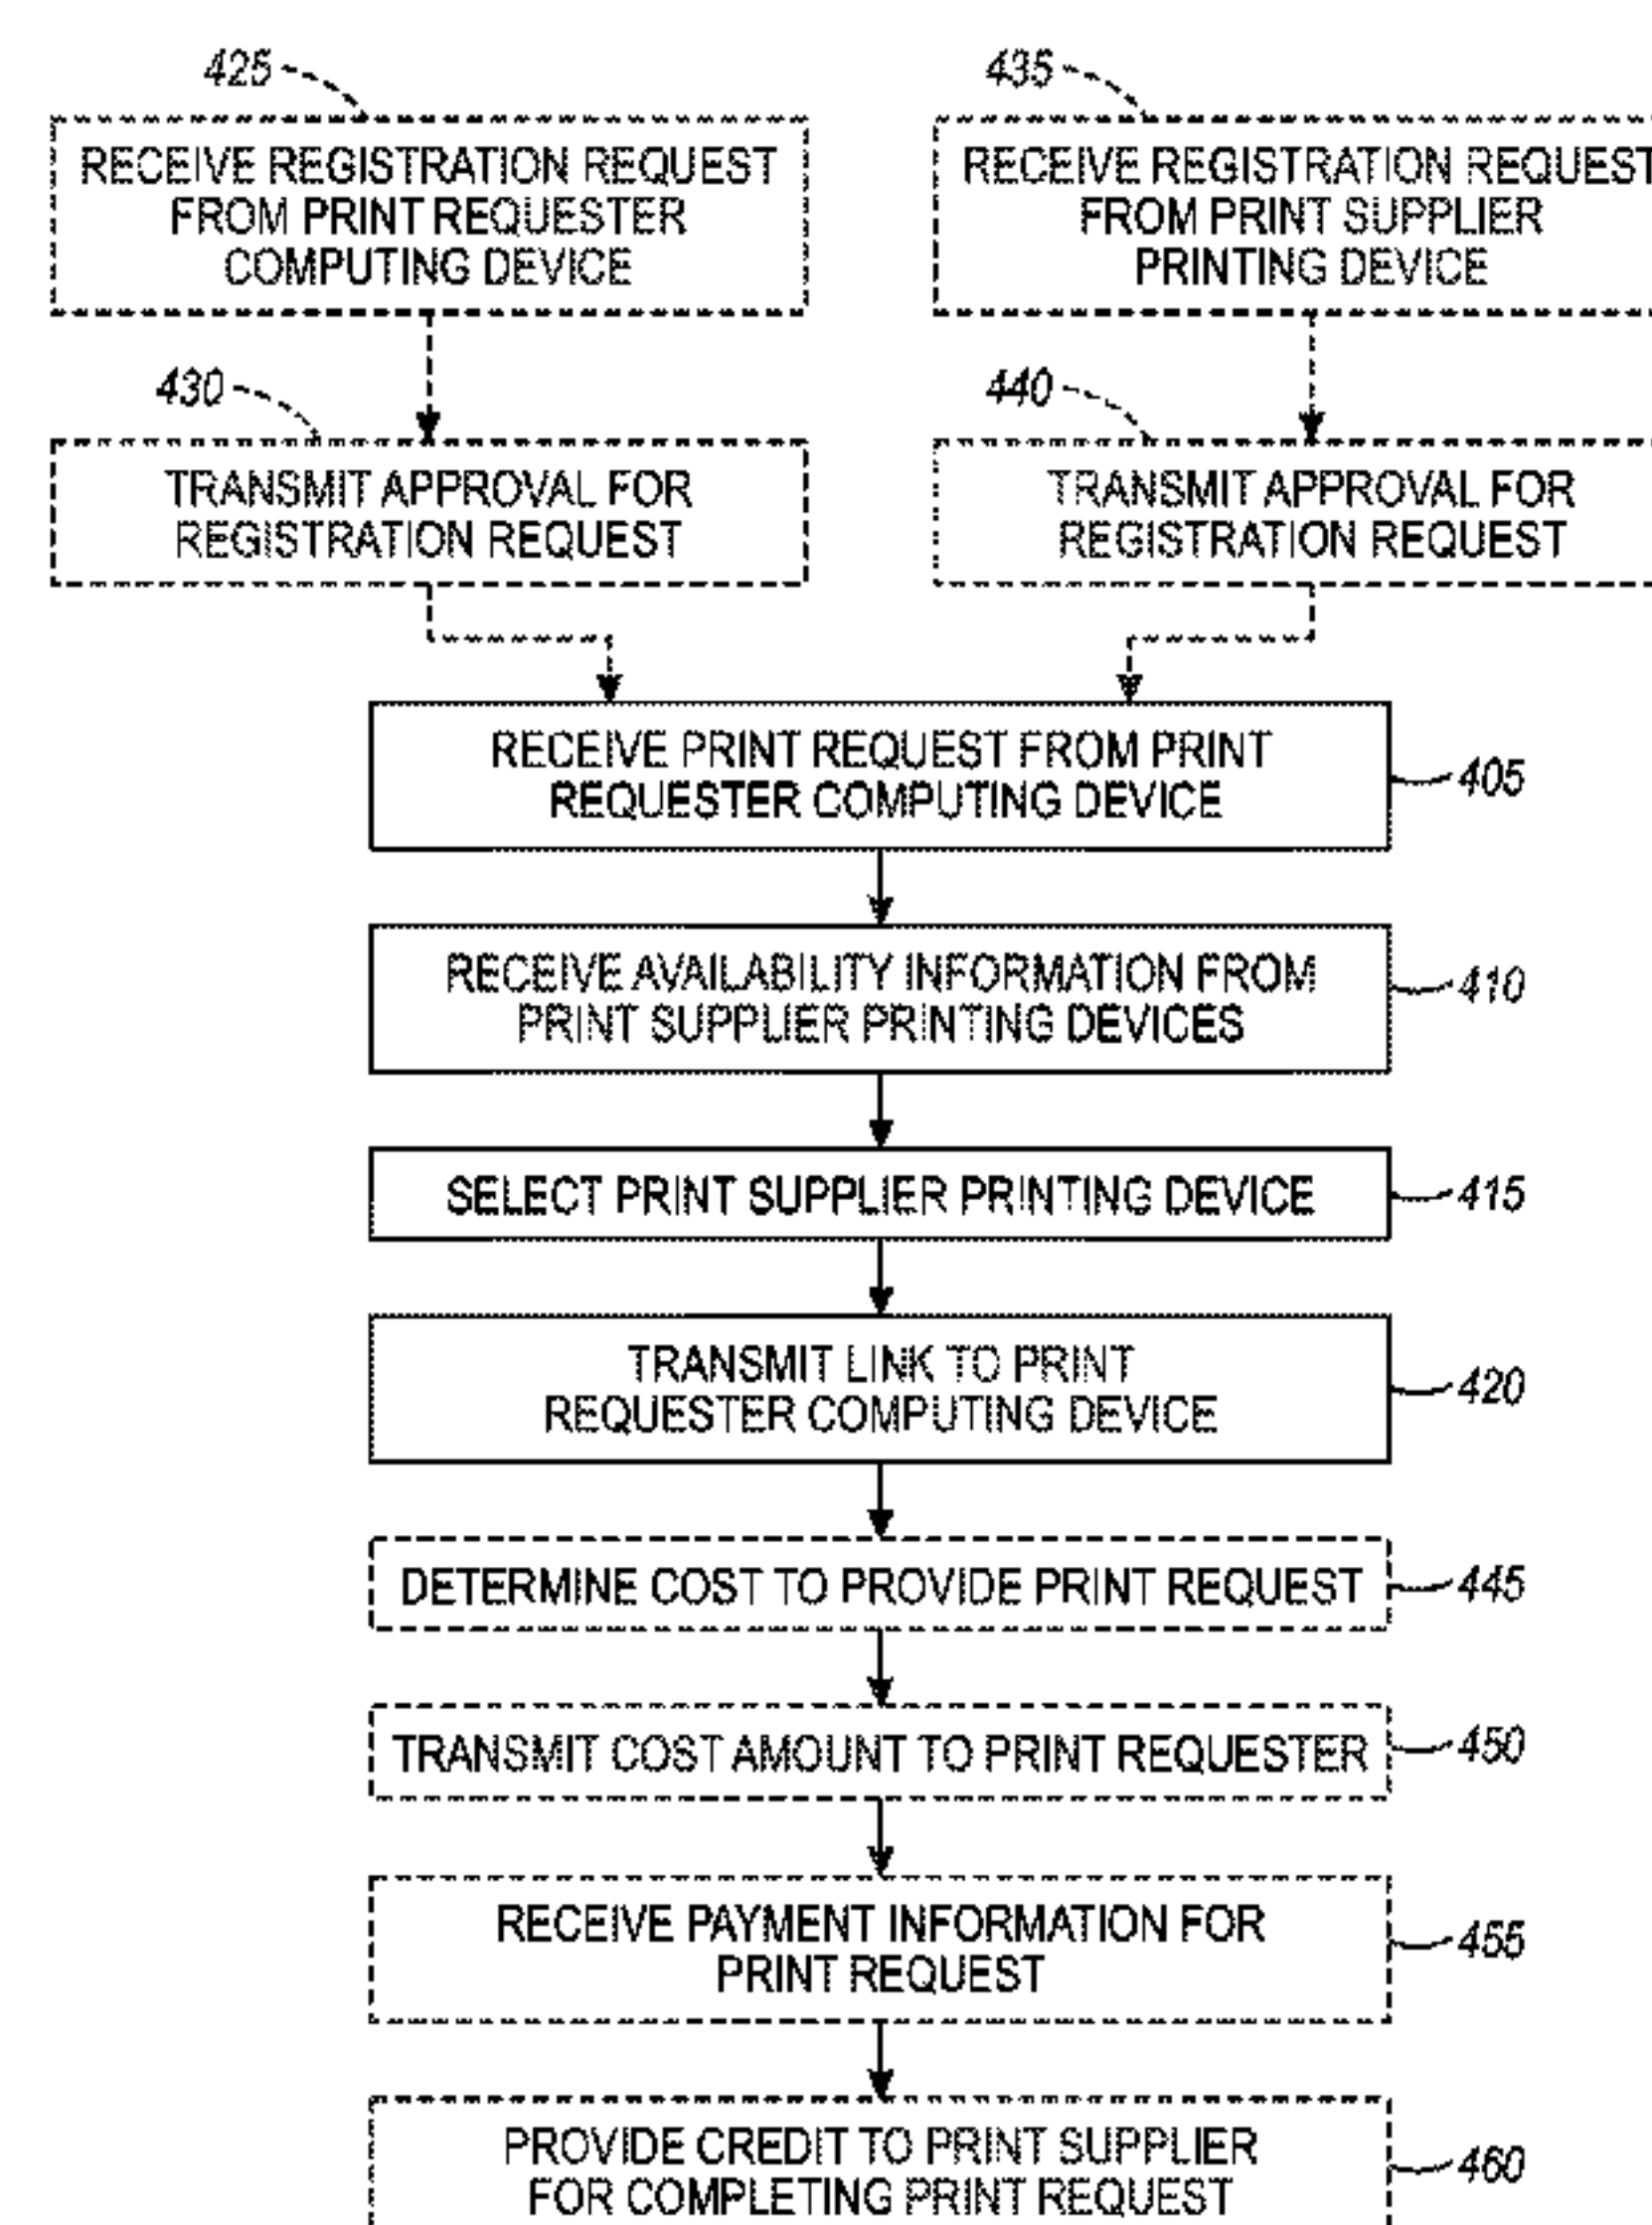 425
RECEIVE REGISTRATION REQUEST
FROM PRINT REQUESTER
COMPUTING DEVICE
435
RECEIVE REGISTRATION REQUEST
FROM PRINT SUPPLIER
PRINTING DEVICE
430
TRANSMIT APPROVAL FOR
REGISTRATION REQUEST
440
TRANSMIT APPROVAL FOR
REGISTRATION REQUEST
RECEIVE PRINT REQUEST FROM PRINT
REQUESTER COMPUTING DEVICE
405
RECEIVE AVAILABILITY INFORMATION FROM
PRINT SUPPLIER PRINTING DEVICES
410
SELECT PRINT SUPPLIER PRINTING DEVICE
415
TRANSMIT LINK TO PRINT
REQUESTER COMPUTING DEVICE
420
DETERMINE COST TO PROVIDE PRINT REQUEST
445
TRANSMIT COST AMOUNT TO PRINT REQUESTER
450
RECEIVE PAYMENT INFORMATION FOR
PRINT REQUEST
455
PROVIDE CREDIT TO PRINT SUPPLIER
FOR COMPLETING PRINT REQUEST
460